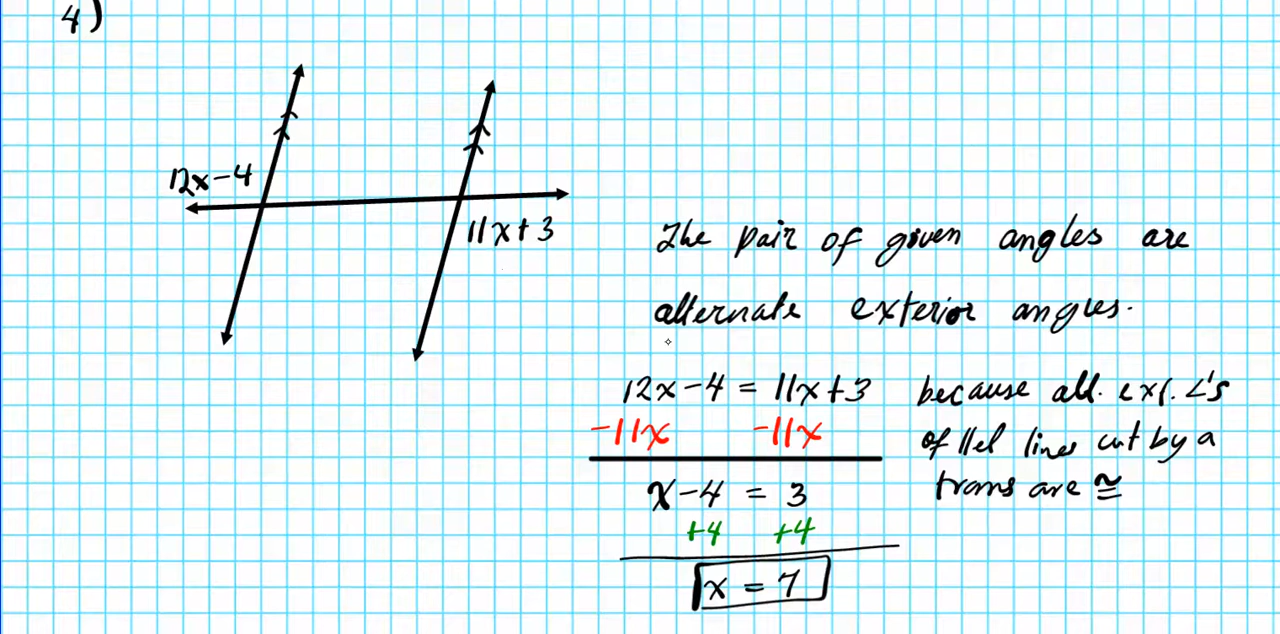 4)
12x-4
11x+3
The pair of given angles are
alternate exterior angles.
12x-4 = 11x+3 because alt. ext. ∠'s
-11x -11x of llel lines cut by a
x-4 = 3 trans are ≅
+4 +4
x = 7